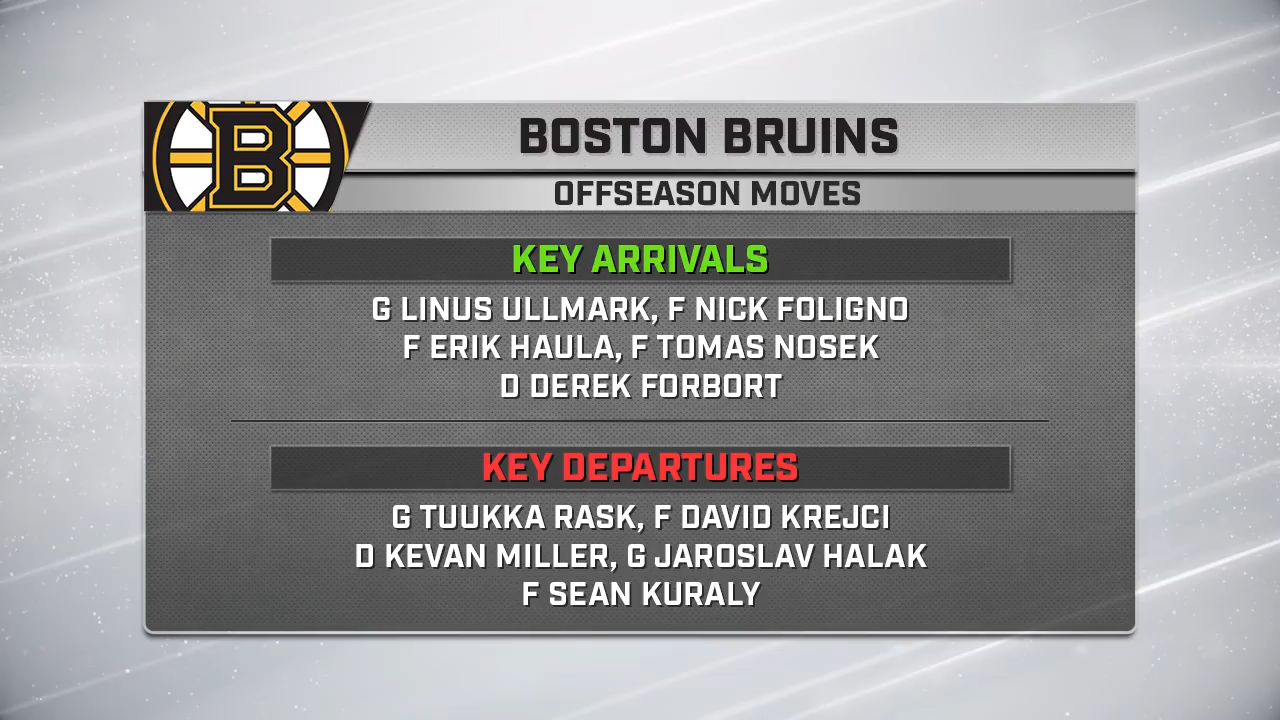 B
BOSTON BRUINS
OFFSEASON MOVES
KEY ARRIVALS
G LINUS ULLMARK, F NICK FOLIGNO
F ERIK HAULA, F TOMAS NOSEK
D DEREK FORBORT
KEY DEPARTURES
G TUUKKA RASK, F DAVID KREJCI
D KEVAN MILLER, G JAROSLAV HALAK
F SEAN KURALY